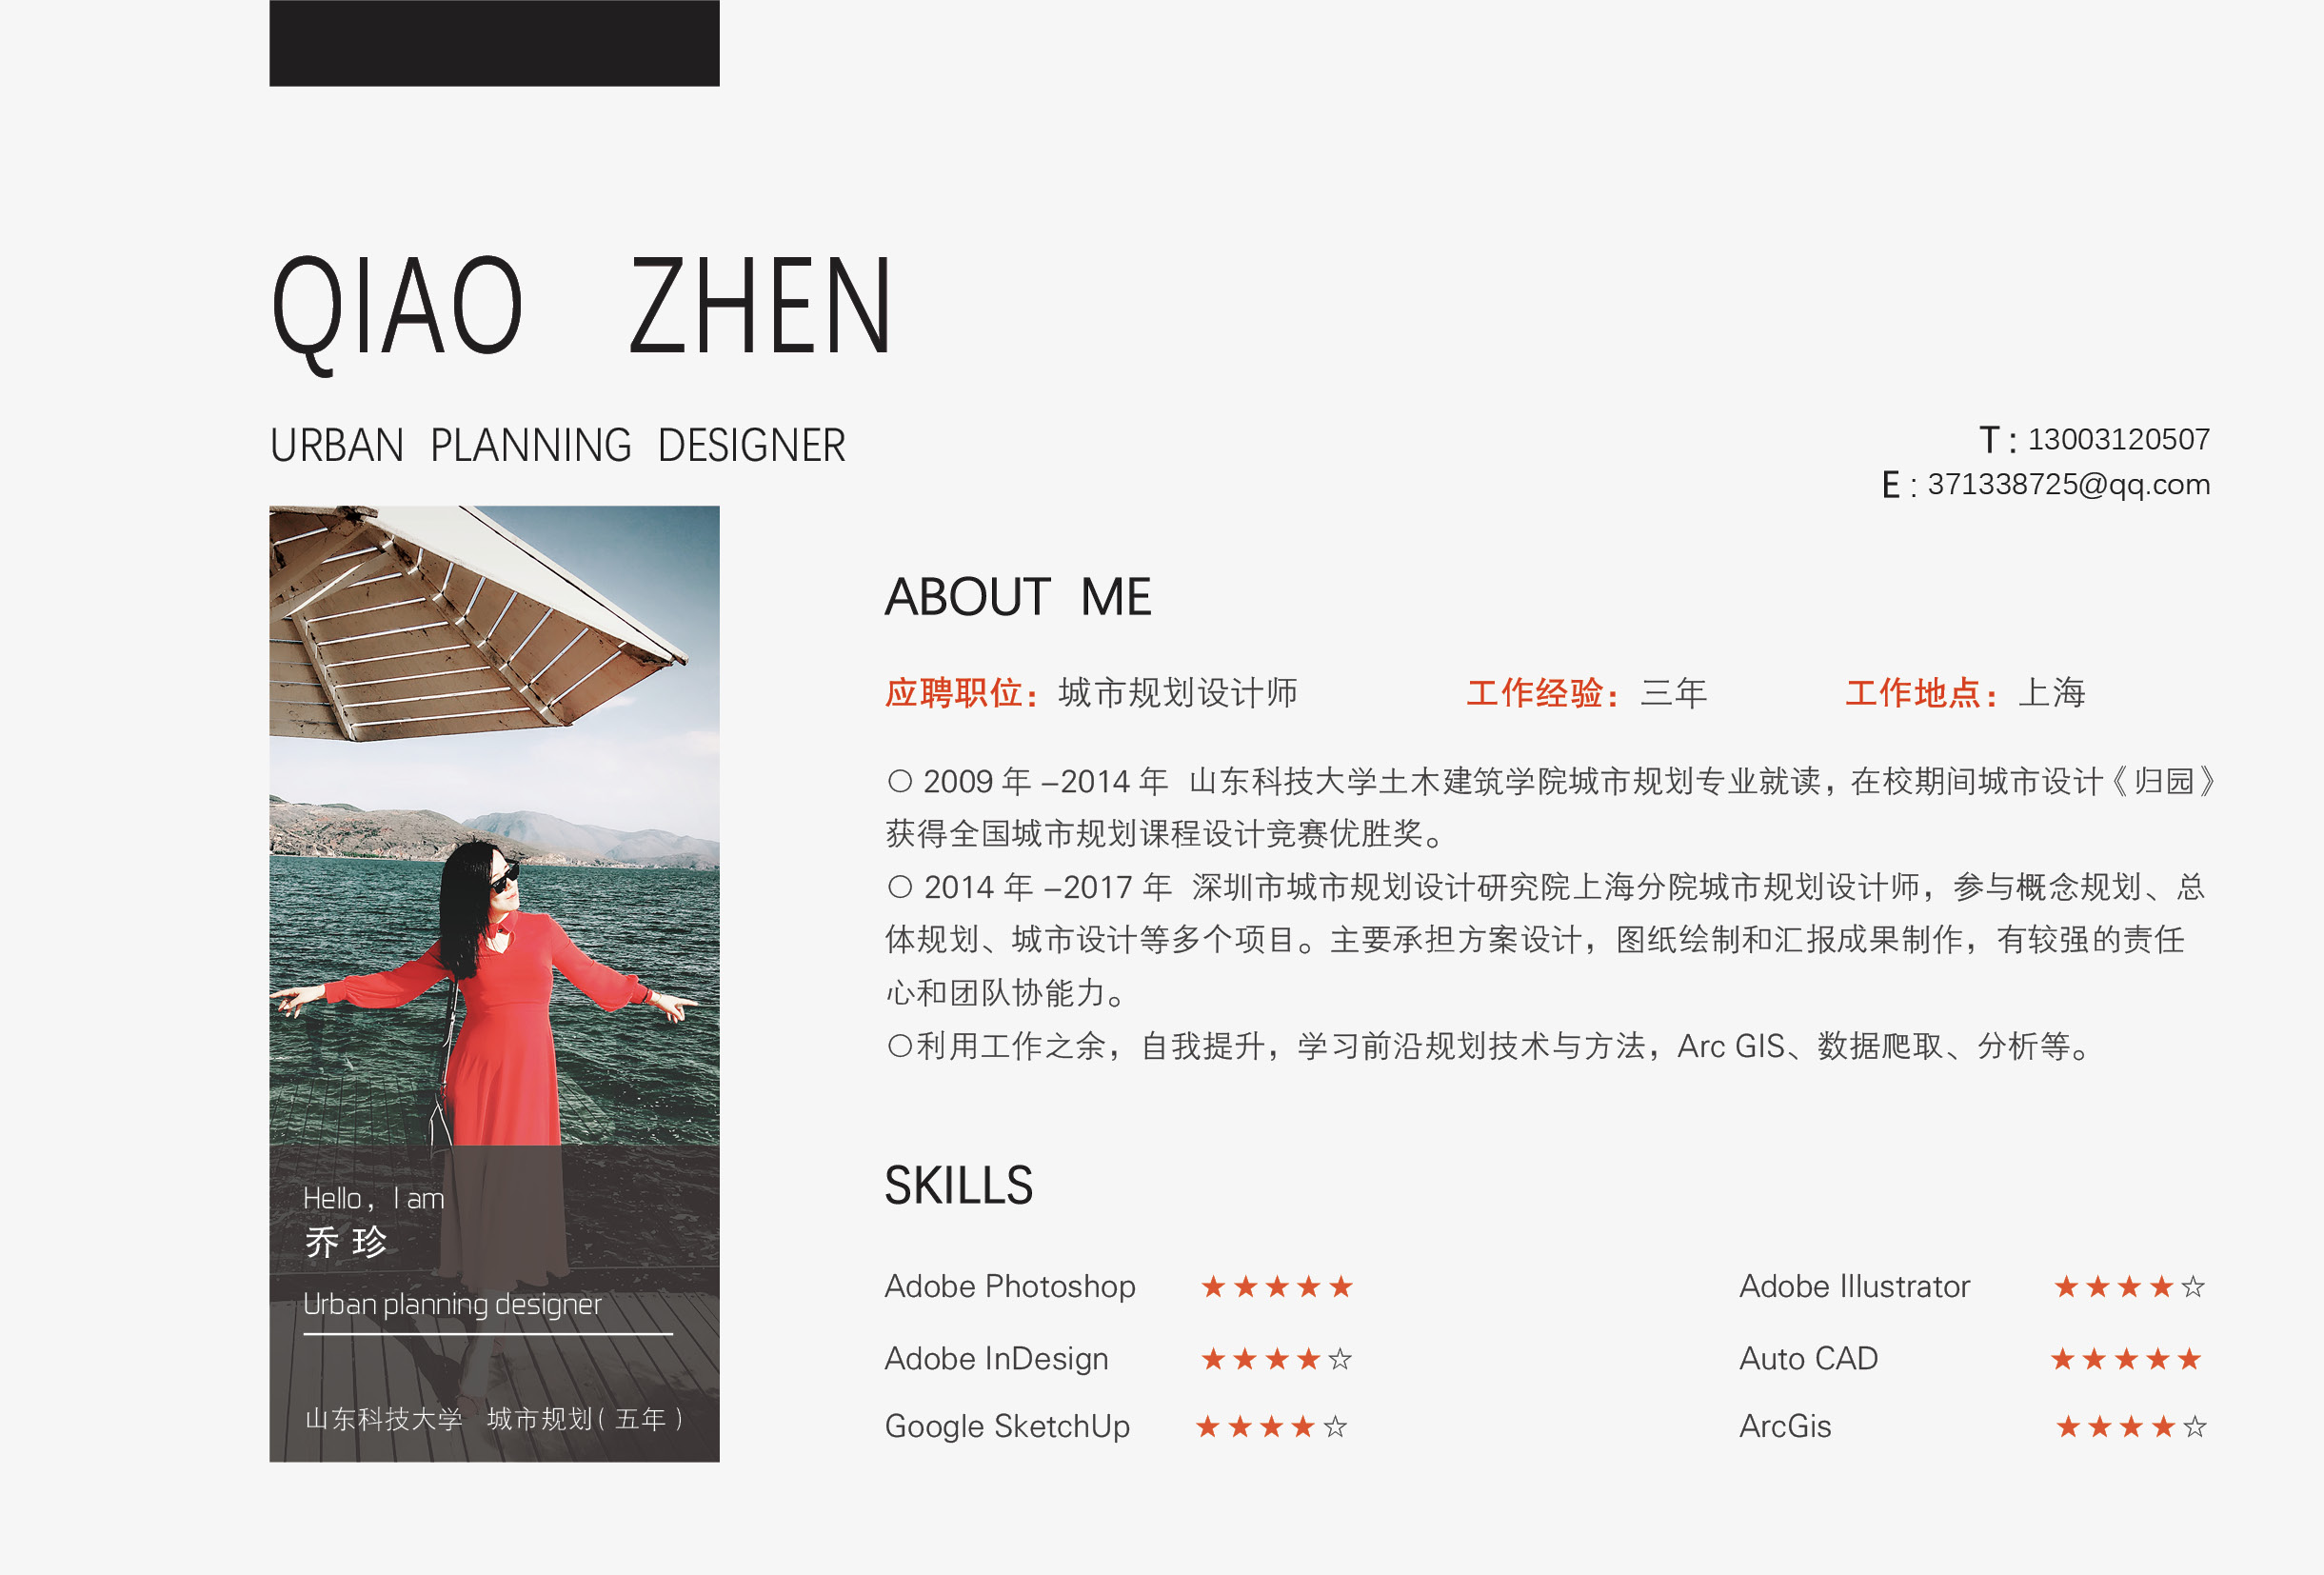 QIAO ZHEN
URBAN PLANNING DESIGNER
T : 13003120507
E : 371338725@qq.com
ABOUT ME
应聘职位：城市规划设计师 工作经验：三年 工作地点：上海
○ 2009 年 –2014 年 山东科技大学土木建筑学院城市规划专业就读，在校期间城市设计《归园》
获得全国城市规划课程设计竞赛优胜奖。
○ 2014 年 –2017 年 深圳市城市规划设计研究院上海分院城市规划设计师，参与概念规划、总
体规划、城市设计等多个项目。主要承担方案设计，图纸绘制和汇报成果制作，有较强的责任
心和团队协能力。
○利用工作之余，自我提升，学习前沿规划技术与方法，Arc GIS、数据爬取、分析等。
SKILLS
Adobe Photoshop ★★★★★ Adobe Illustrator ★★★★☆
Adobe InDesign ★★★★☆ Auto CAD ★★★★★
Google SketchUp ★★★★☆ ArcGis ★★★★☆
Hello，I am
乔 珍
Urban planning designer
山东科技大学 城市规划（五年）